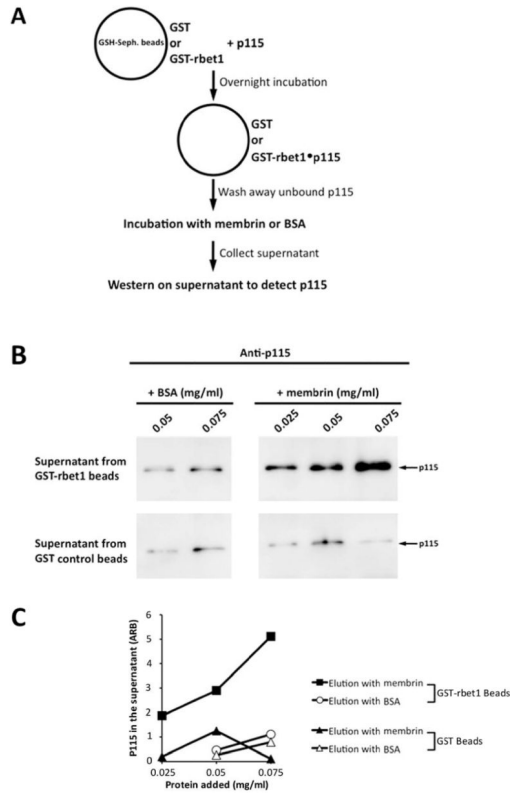 A
GSH-Seph. beads
GST
or
GST-rbet1
+ p115
Overnight incubation
GST
or
GST-rbet1•p115
Wash away unbound p115
Incubation with membrin or BSA
Collect supernatant
Western on supernatant to detect p115
B
Anti-p115
+ BSA (mg/ml)
+ membrin (mg/ml)
0.05
0.075
0.025
0.05
0.075
Supernatant from
GST-rbet1 beads
p115
Supernatant from
GST control beads
p115
C
P115 in the supernatant (ARB)
6
5
4
3
2
1
0
0.025
0.05
0.075
Protein added (mg/ml)
Elution with membrin
Elution with BSA
GST-rbet1 Beads
Elution with membrin
Elution with BSA
GST Beads